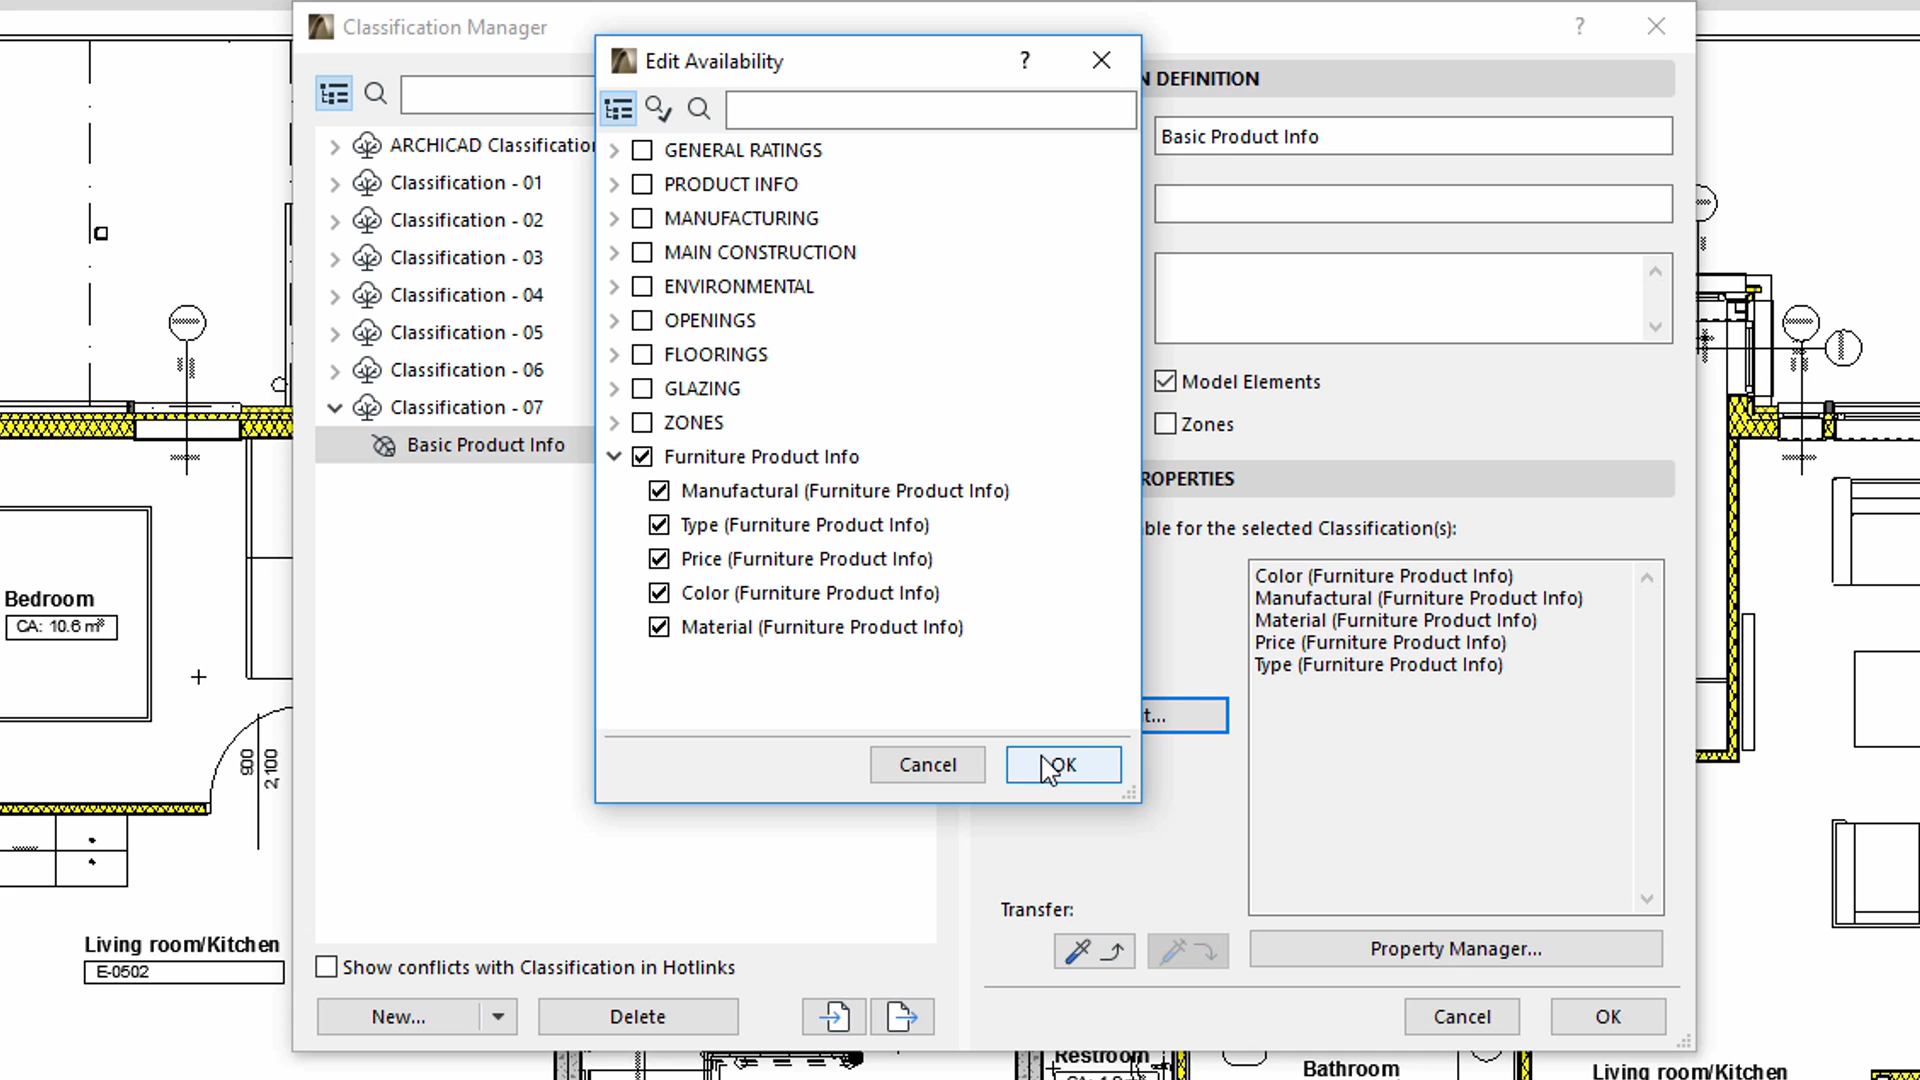 Classification Manager
?
Edit Availability
?
N DEFINITION
ARCHICAD Classificatio
Classification - 01
Classification - 02
Classification - 03
Classification - 04
Classification - 05
Classification - 06
Classification - 07
Basic Product Info
GENERAL RATINGS
PRODUCT INFO
MANUFACTURING
MAIN CONSTRUCTION
ENVIRONMENTAL
OPENINGS
FLOORINGS
GLAZING
ZONES
Furniture Product Info
Manufactural (Furniture Product Info)
Type (Furniture Product Info)
Price (Furniture Product Info)
Color (Furniture Product Info)
Material (Furniture Product Info)
Cancel
OK
Basic Product Info
Model Elements
Zones
ROPERTIES
ble for the selected Classification(s):
Color (Furniture Product Info)
Manufactural (Furniture Product Info)
Material (Furniture Product Info)
Price (Furniture Product Info)
Type (Furniture Product Info)
t...
Transfer:
Property Manager...
Show conflicts with Classification in Hotlinks
New...
Delete
Cancel
OK
Bedroom
CA: 10.6 m²
900
2,100
Living room/Kitchen
E-0502
Restroom
Bathroom
Living room/Kitchen